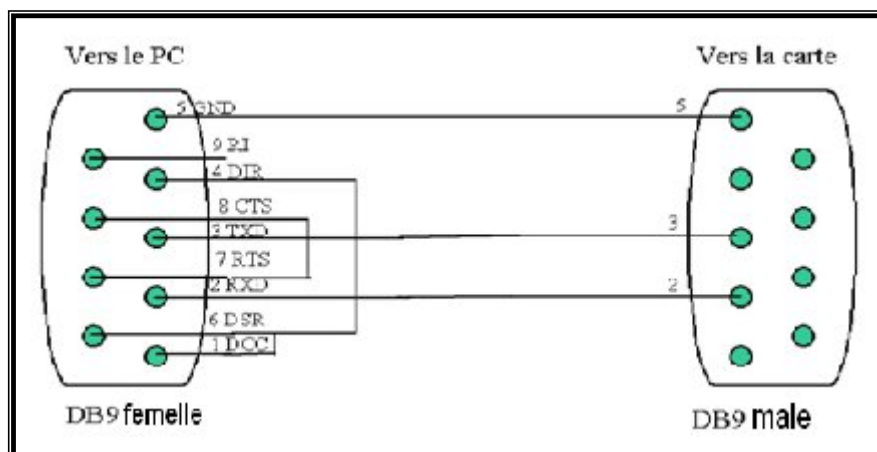 Vers le PC
Vers la carte
5 GND
5
9 RI
4 DTR
8 CTS
3 TXD
3
7 RTS
2 RXD
2
6 DSR
1 DOC
DB9 femelle
DB9 male